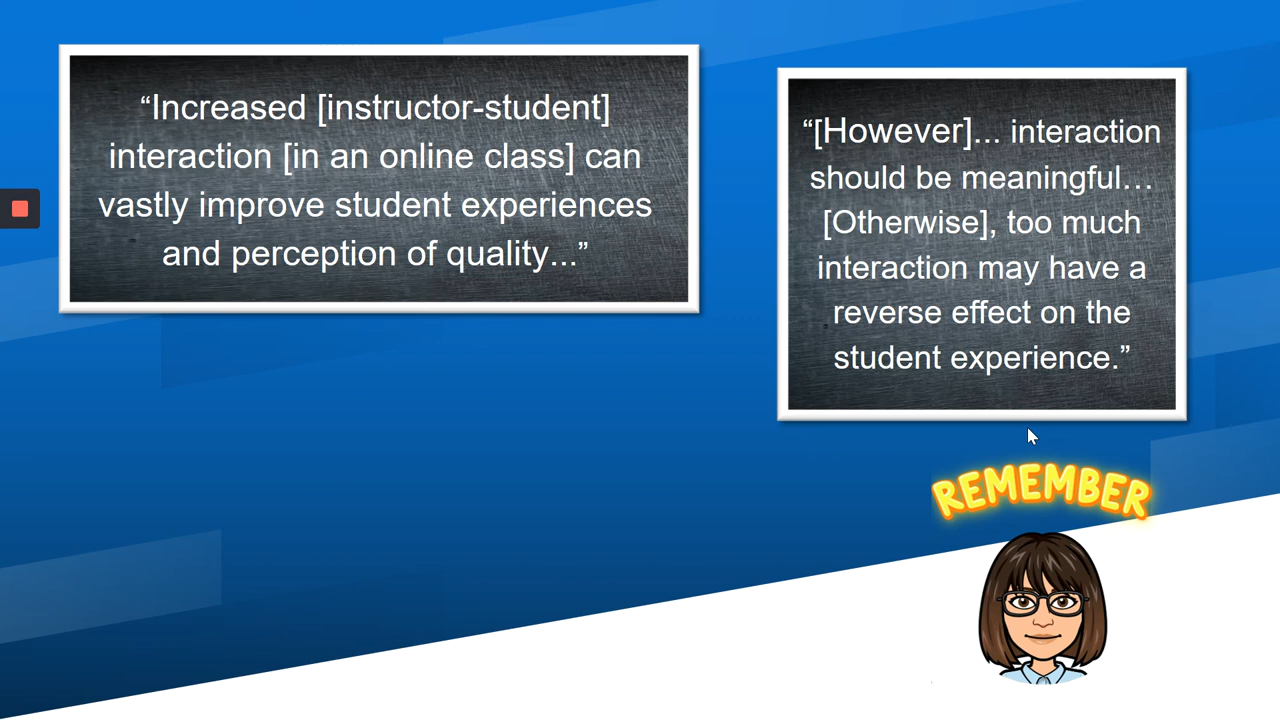 “Increased [instructor-student]
interaction [in an online class] can
vastly improve student experiences
and perception of quality...”
“[However]... interaction
should be meaningful…
[Otherwise], too much
interaction may have a
reverse effect on the
student experience.”
REMEMBER